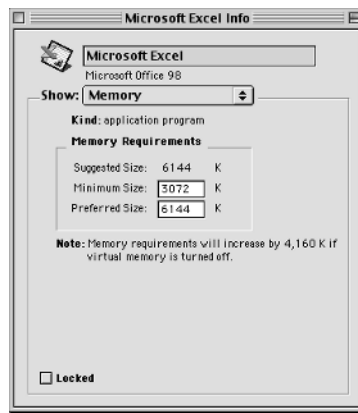 Microsoft Excel Info
Microsoft Excel
Microsoft Office 98
Show: Memory
Kind: application program
Memory Requirements
Suggested Size: 6144 K
Minimum Size: 3072 K
Preferred Size: 6144 K
Note: Memory requirements will increase by 4,160 K if
virtual memory is turned off.
Locked